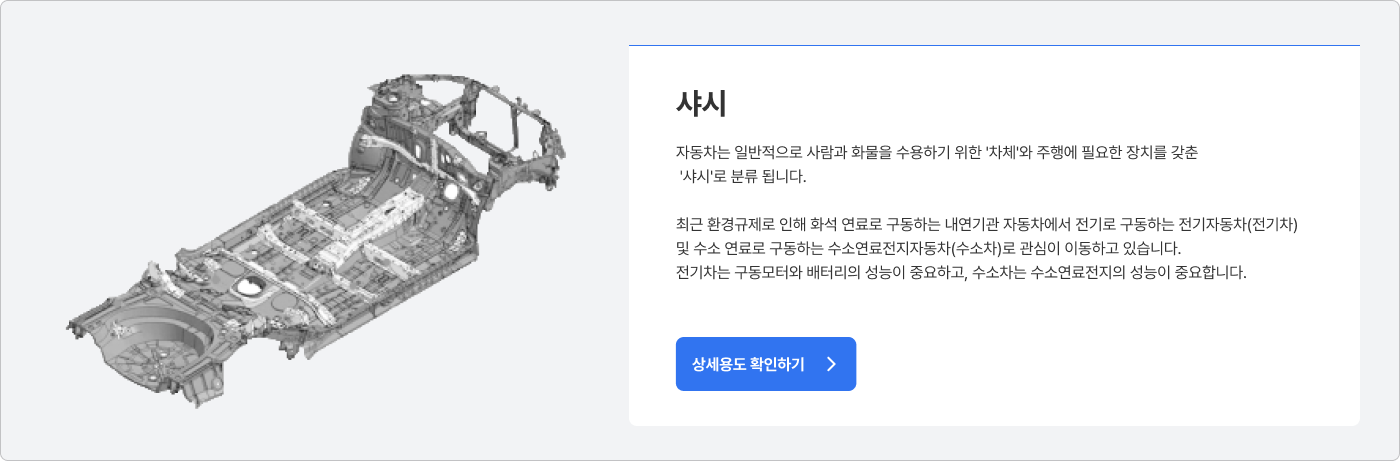 샤시
자동차는 일반적으로 사람과 화물을 수용하기 위한 '차체'와 주행에 필요한 장치를 갖춘
'샤시'로 분류 됩니다.
최근 환경규제로 인해 화석 연료로 구동하는 내연기관 자동차에서 전기로 구동하는 전기자동차(전기차)
및 수소 연료로 구동하는 수소연료전지자동차(수소차)로 관심이 이동하고 있습니다.
전기차는 구동모터와 배터리의 성능이 중요하고, 수소차는 수소연료전지의 성능이 중요합니다.
상세용도 확인하기